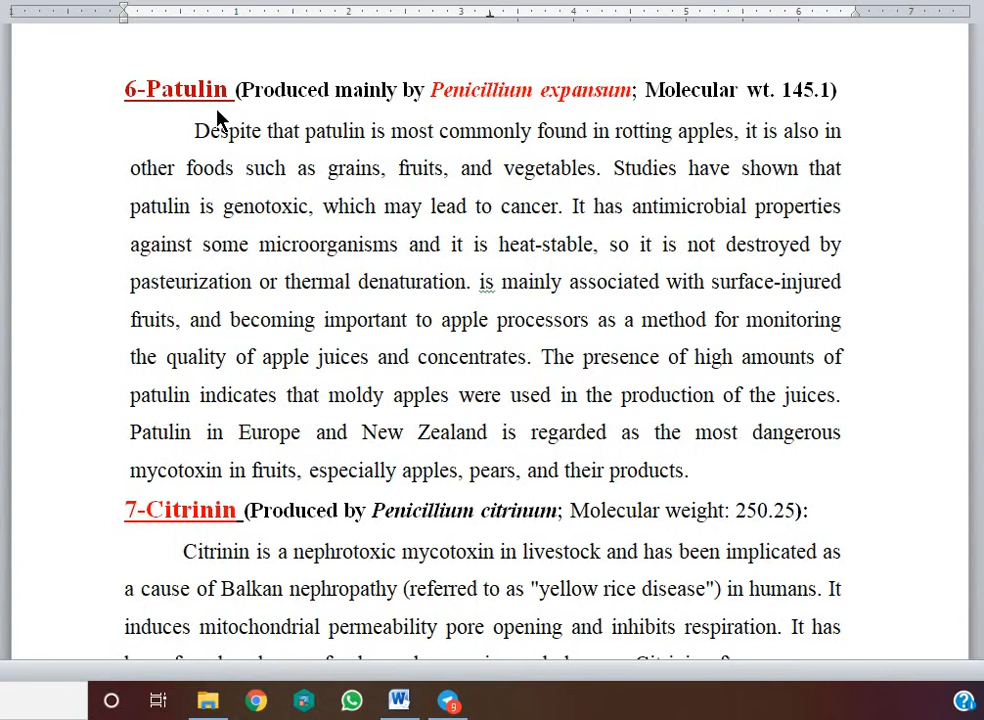 1 2 3 4 5 6 7
6-Patulin (Produced mainly by Penicillium expansum; Molecular wt. 145.1)
Despite that patulin is most commonly found in rotting apples, it is also in
other foods such as grains, fruits, and vegetables. Studies have shown that
patulin is genotoxic, which may lead to cancer. It has antimicrobial properties
against some microorganisms and it is heat-stable, so it is not destroyed by
pasteurization or thermal denaturation. is mainly associated with surface-injured
fruits, and becoming important to apple processors as a method for monitoring
the quality of apple juices and concentrates. The presence of high amounts of
patulin indicates that moldy apples were used in the production of the juices.
Patulin in Europe and New Zealand is regarded as the most dangerous
mycotoxin in fruits, especially apples, pears, and their products.
7-Citrinin (Produced by Penicillium citrinum; Molecular weight: 250.25):
Citrinin is a nephrotoxic mycotoxin in livestock and has been implicated as
a cause of Balkan nephropathy (referred to as "yellow rice disease") in humans. It
induces mitochondrial permeability pore opening and inhibits respiration. It has
9